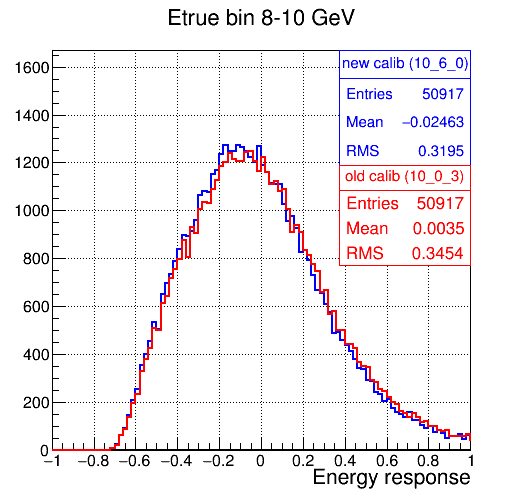 Etrue bin 8-10 GeV
new calib (10_6_0)
Entries 50917
Mean −0.02463
RMS 0.3195
old calib (10_0_3)
Entries 50917
Mean 0.0035
RMS 0.3454
1600
1400
1200
1000
800
600
400
200
0
−1 −0.8 −0.6 −0.4 −0.2 0 0.2 0.4 0.6 0.8 1
Energy response